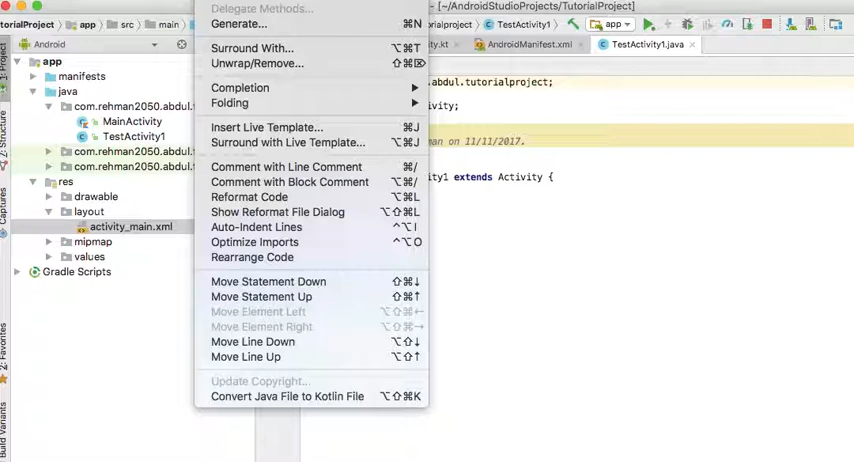 - [~/AndroidStudioProjects/TutorialProject]
torialProject app src main
torialproject TestActivity1 app
1: Project
Android
vity.kt AndroidManifest.xml TestActivity1.java
app
manifests
java
com.rehman2050.abdul.t
MainActivity
TestActivity1
com.rehman2050.abdul.
com.rehman2050.abdul.
res
drawable
layout
activity_main.xml
mipmap
values
Gradle Scripts
Z: Structure
Captures
2: Favorites
Build Variants
Delegate Methods...
Generate... ⌘N
Surround With... ⌥⌘T
Unwrap/Remove... ⇧⌘⌦
Completion
Folding
Insert Live Template... ⌘J
Surround with Live Template... ⌥⌘J
Comment with Line Comment ⌘/
Comment with Block Comment ⌥⌘/
Reformat Code ⌥⌘L
Show Reformat File Dialog ⌥⇧⌘L
Auto-Indent Lines ^⌥I
Optimize Imports ^⌥O
Rearrange Code
Move Statement Down ⇧⌘↓
Move Statement Up ⇧⌘↑
Move Element Left ⌥⇧⌘←
Move Element Right ⌥⇧⌘→
Move Line Down ⌥⇧↓
Move Line Up ⌥⇧↑
Update Copyright...
Convert Java File to Kotlin File ⌥⇧⌘K
.abdul.tutorialproject;
ivity;
man on 11/11/2017.
ity1 extends Activity {